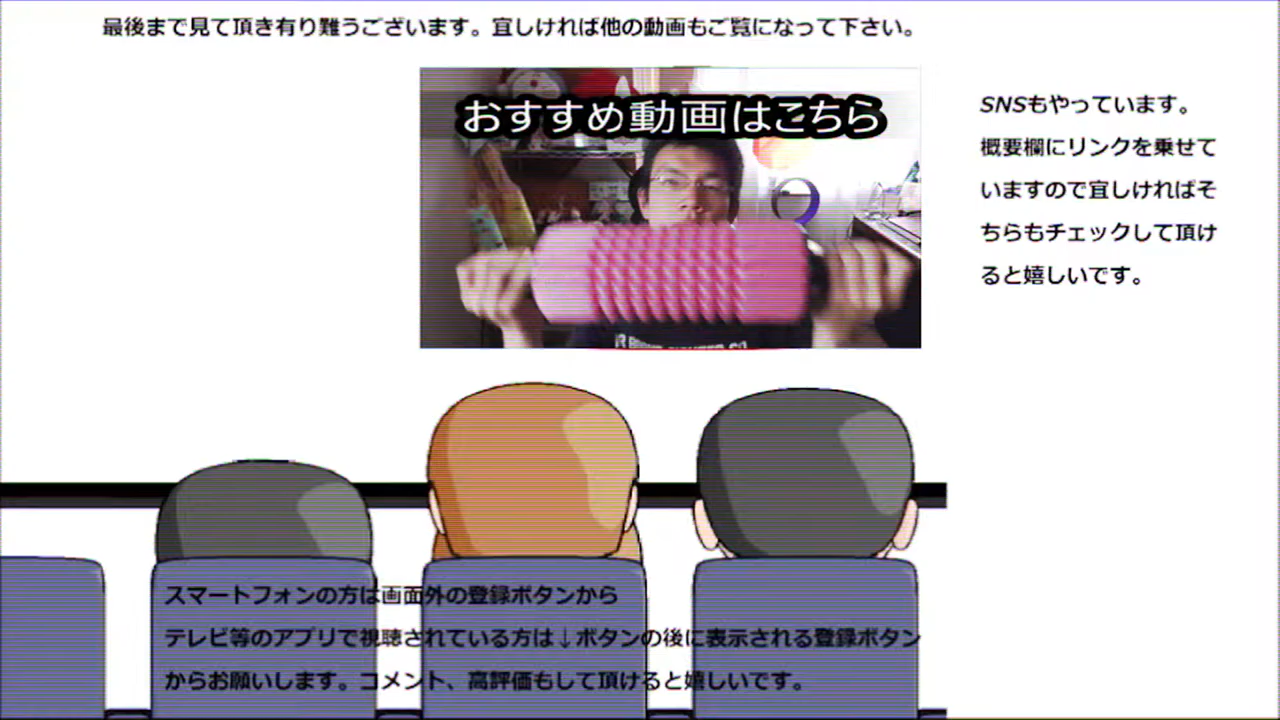 最後まで見て頂き有り難うございます。宜しければ他の動画もご覧になって下さい。
おすすめ動画はこちら
SNSもやっています。
概要欄にリンクを乗せて
いますので宜しければそ
ちらもチェックして頂け
ると嬉しいです。
スマートフォンの方は画面外の登録ボタンから
テレビ等のアプリで視聴されている方は↓ボタンの後に表示される登録ボタン
からお願いします。コメント、高評価もして頂けると嬉しいです。